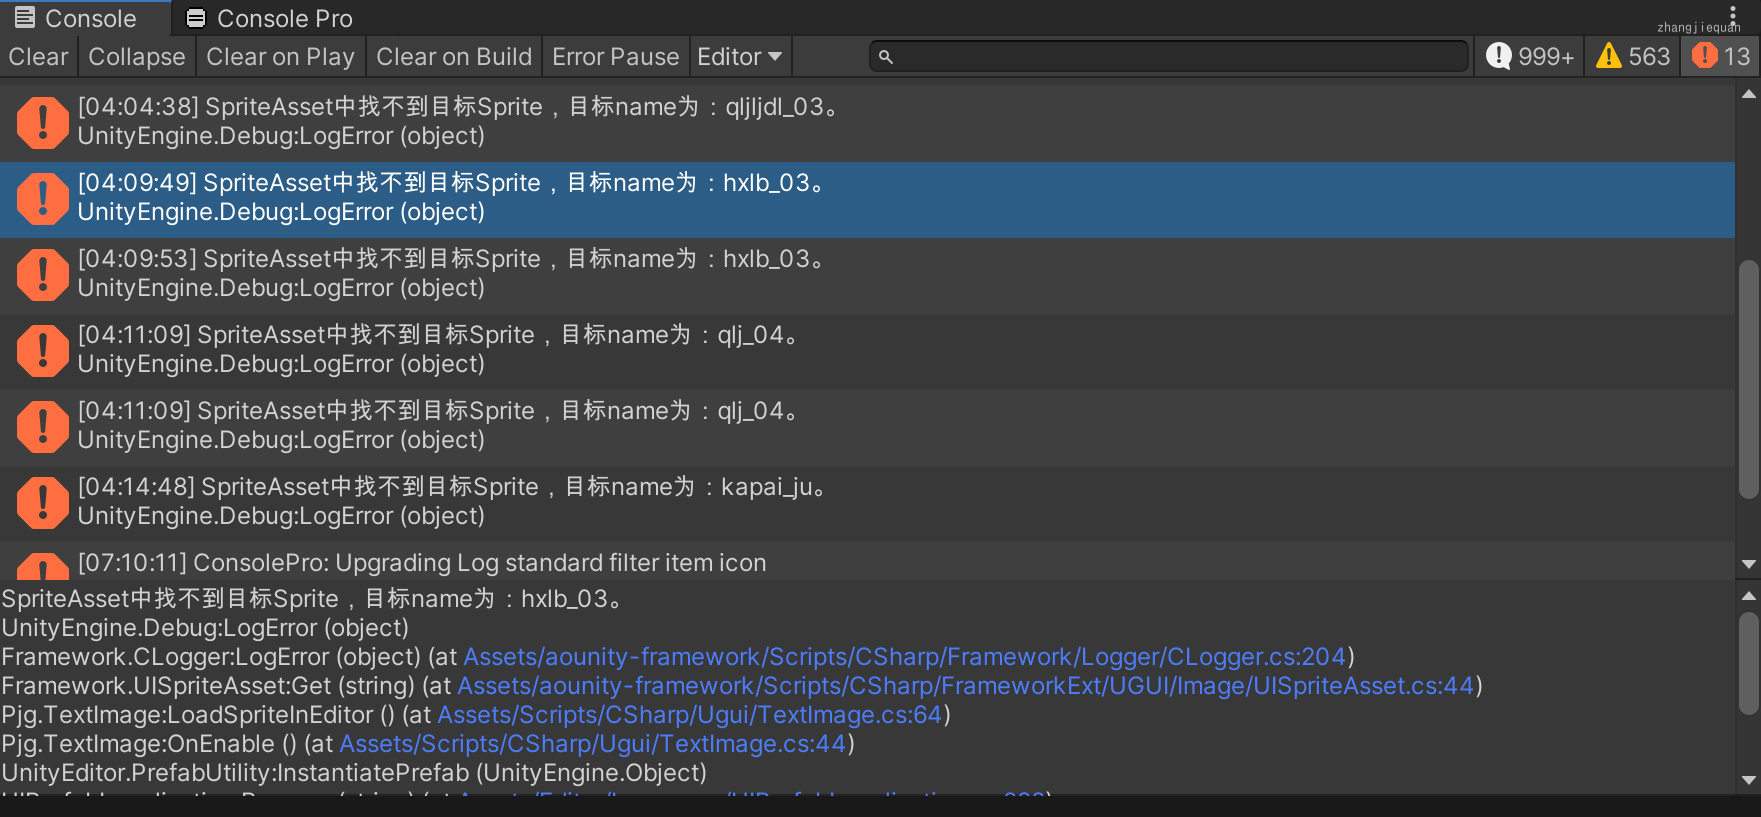 Console
Console Pro
zhangjiequan
Clear
Collapse
Clear on Play
Clear on Build
Error Pause
Editor
999+
563
13
[04:04:38] SpriteAsset中找不到目标Sprite，目标name为：qljljdl_03。
UnityEngine.Debug:LogError (object)
[04:09:49] SpriteAsset中找不到目标Sprite，目标name为：hxlb_03。
UnityEngine.Debug:LogError (object)
[04:09:53] SpriteAsset中找不到目标Sprite，目标name为：hxlb_03。
UnityEngine.Debug:LogError (object)
[04:11:09] SpriteAsset中找不到目标Sprite，目标name为：qlj_04。
UnityEngine.Debug:LogError (object)
[04:11:09] SpriteAsset中找不到目标Sprite，目标name为：qlj_04。
UnityEngine.Debug:LogError (object)
[04:14:48] SpriteAsset中找不到目标Sprite，目标name为：kapai_ju。
UnityEngine.Debug:LogError (object)
[07:10:11] ConsolePro: Upgrading Log standard filter item icon
SpriteAsset中找不到目标Sprite，目标name为：hxlb_03。
UnityEngine.Debug:LogError (object)
Framework.CLogger:LogError (object) (at Assets/aounity-framework/Scripts/CSharp/Framework/Logger/CLogger.cs:204)
Framework.UISpriteAsset:Get (string) (at Assets/aounity-framework/Scripts/CSharp/FrameworkExt/UGUI/Image/UISpriteAsset.cs:44)
Pjg.TextImage:LoadSpriteInEditor () (at Assets/Scripts/CSharp/Ugui/TextImage.cs:64)
Pjg.TextImage:OnEnable () (at Assets/Scripts/CSharp/Ugui/TextImage.cs:44)
UnityEditor.PrefabUtility:InstantiatePrefab (UnityEngine.Object)